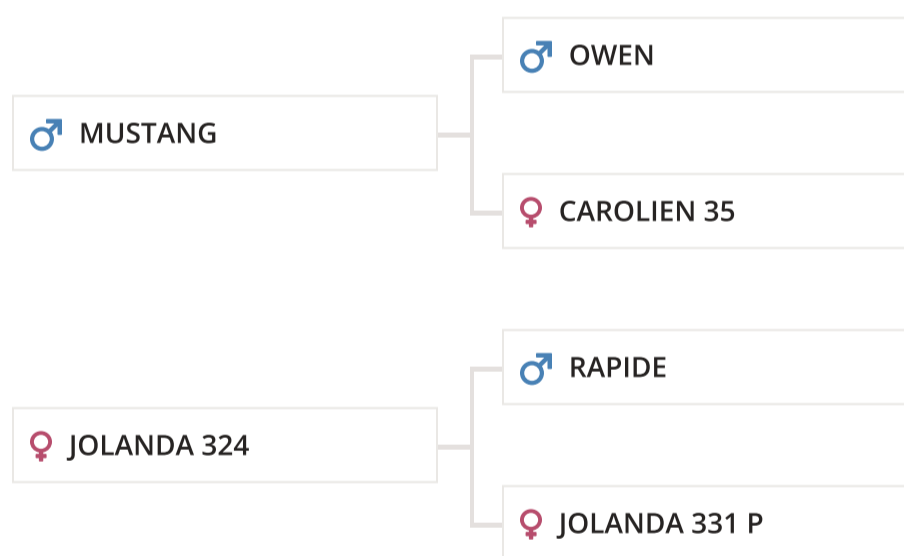 OWEN
MUSTANG
CAROLIEN 35
RAPIDE
JOLANDA 324
JOLANDA 331 P